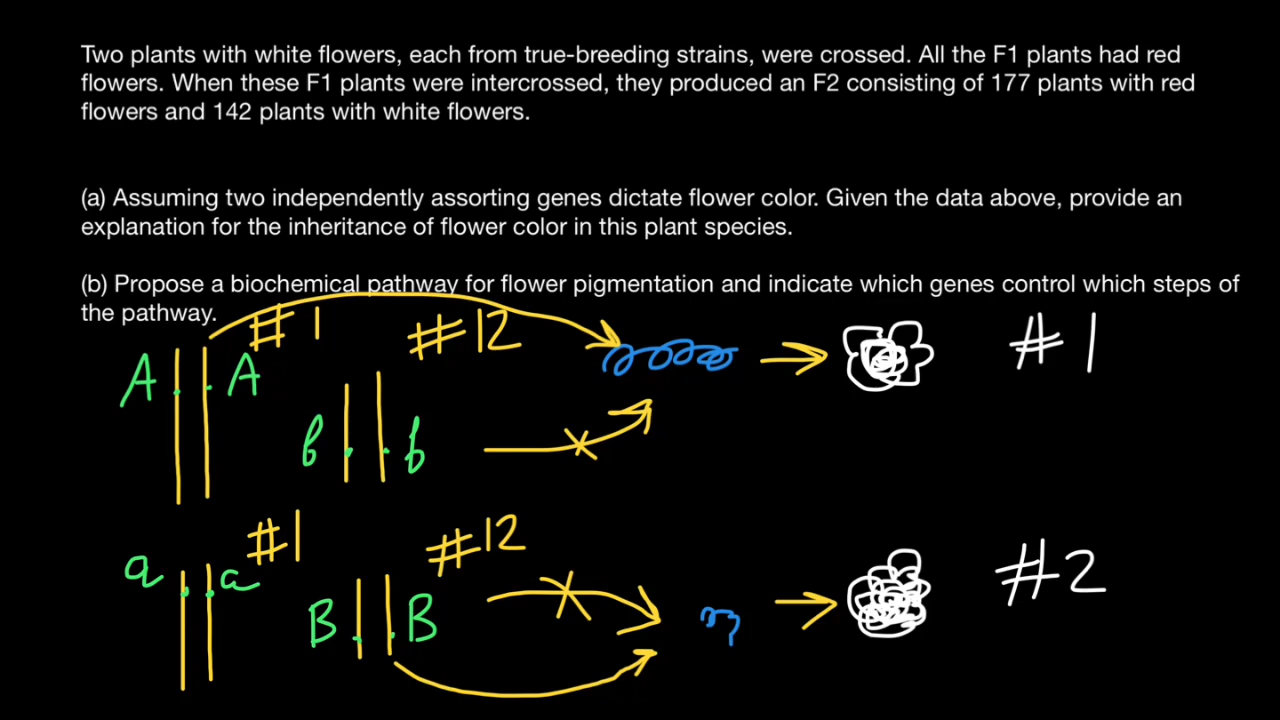 Two plants with white flowers, each from true-breeding strains, were crossed. All the F1 plants had red
flowers. When these F1 plants were intercrossed, they produced an F2 consisting of 177 plants with red
flowers and 142 plants with white flowers.
(a) Assuming two independently assorting genes dictate flower color. Given the data above, provide an
explanation for the inheritance of flower color in this plant species.
(b) Propose a biochemical pathway for flower pigmentation and indicate which genes control which steps of
the pathway.
#1 #12 #1
A A
b b
#1 #12
a a #2
B B